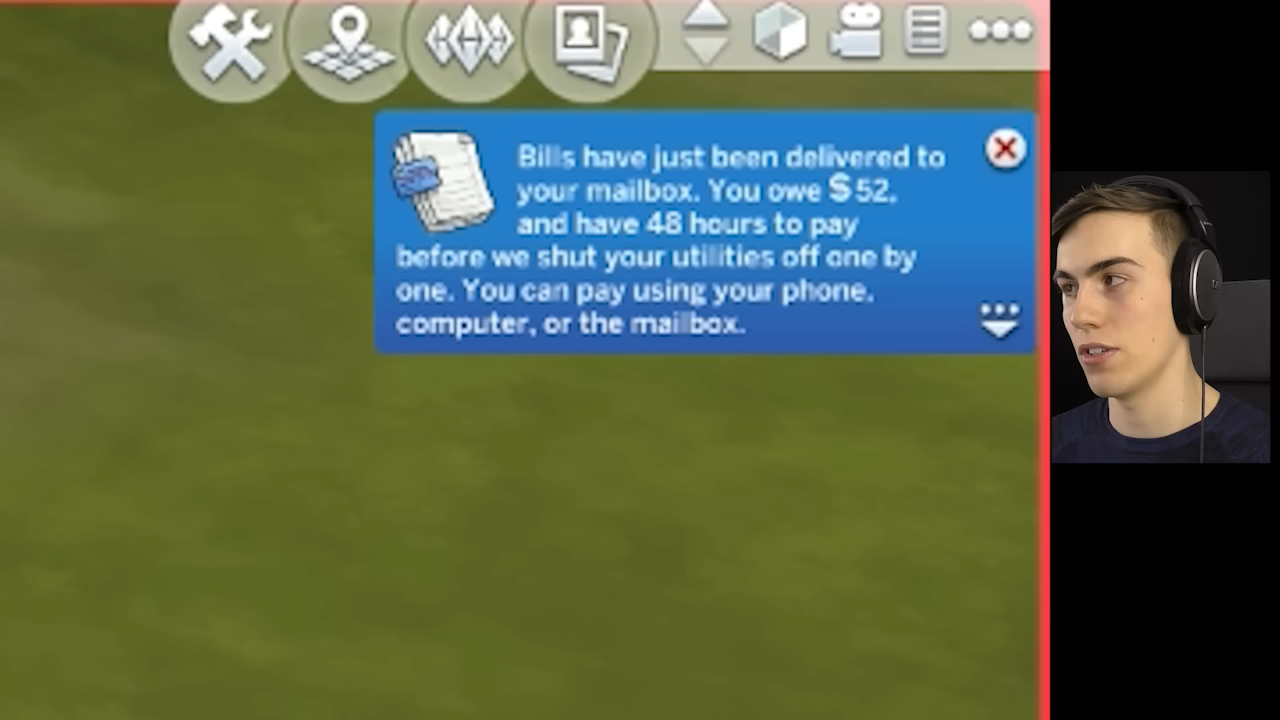 Bills have just been delivered to
your mailbox. You owe §52,
and have 48 hours to pay
before we shut your utilities off one by
one. You can pay using your phone,
computer, or the mailbox.